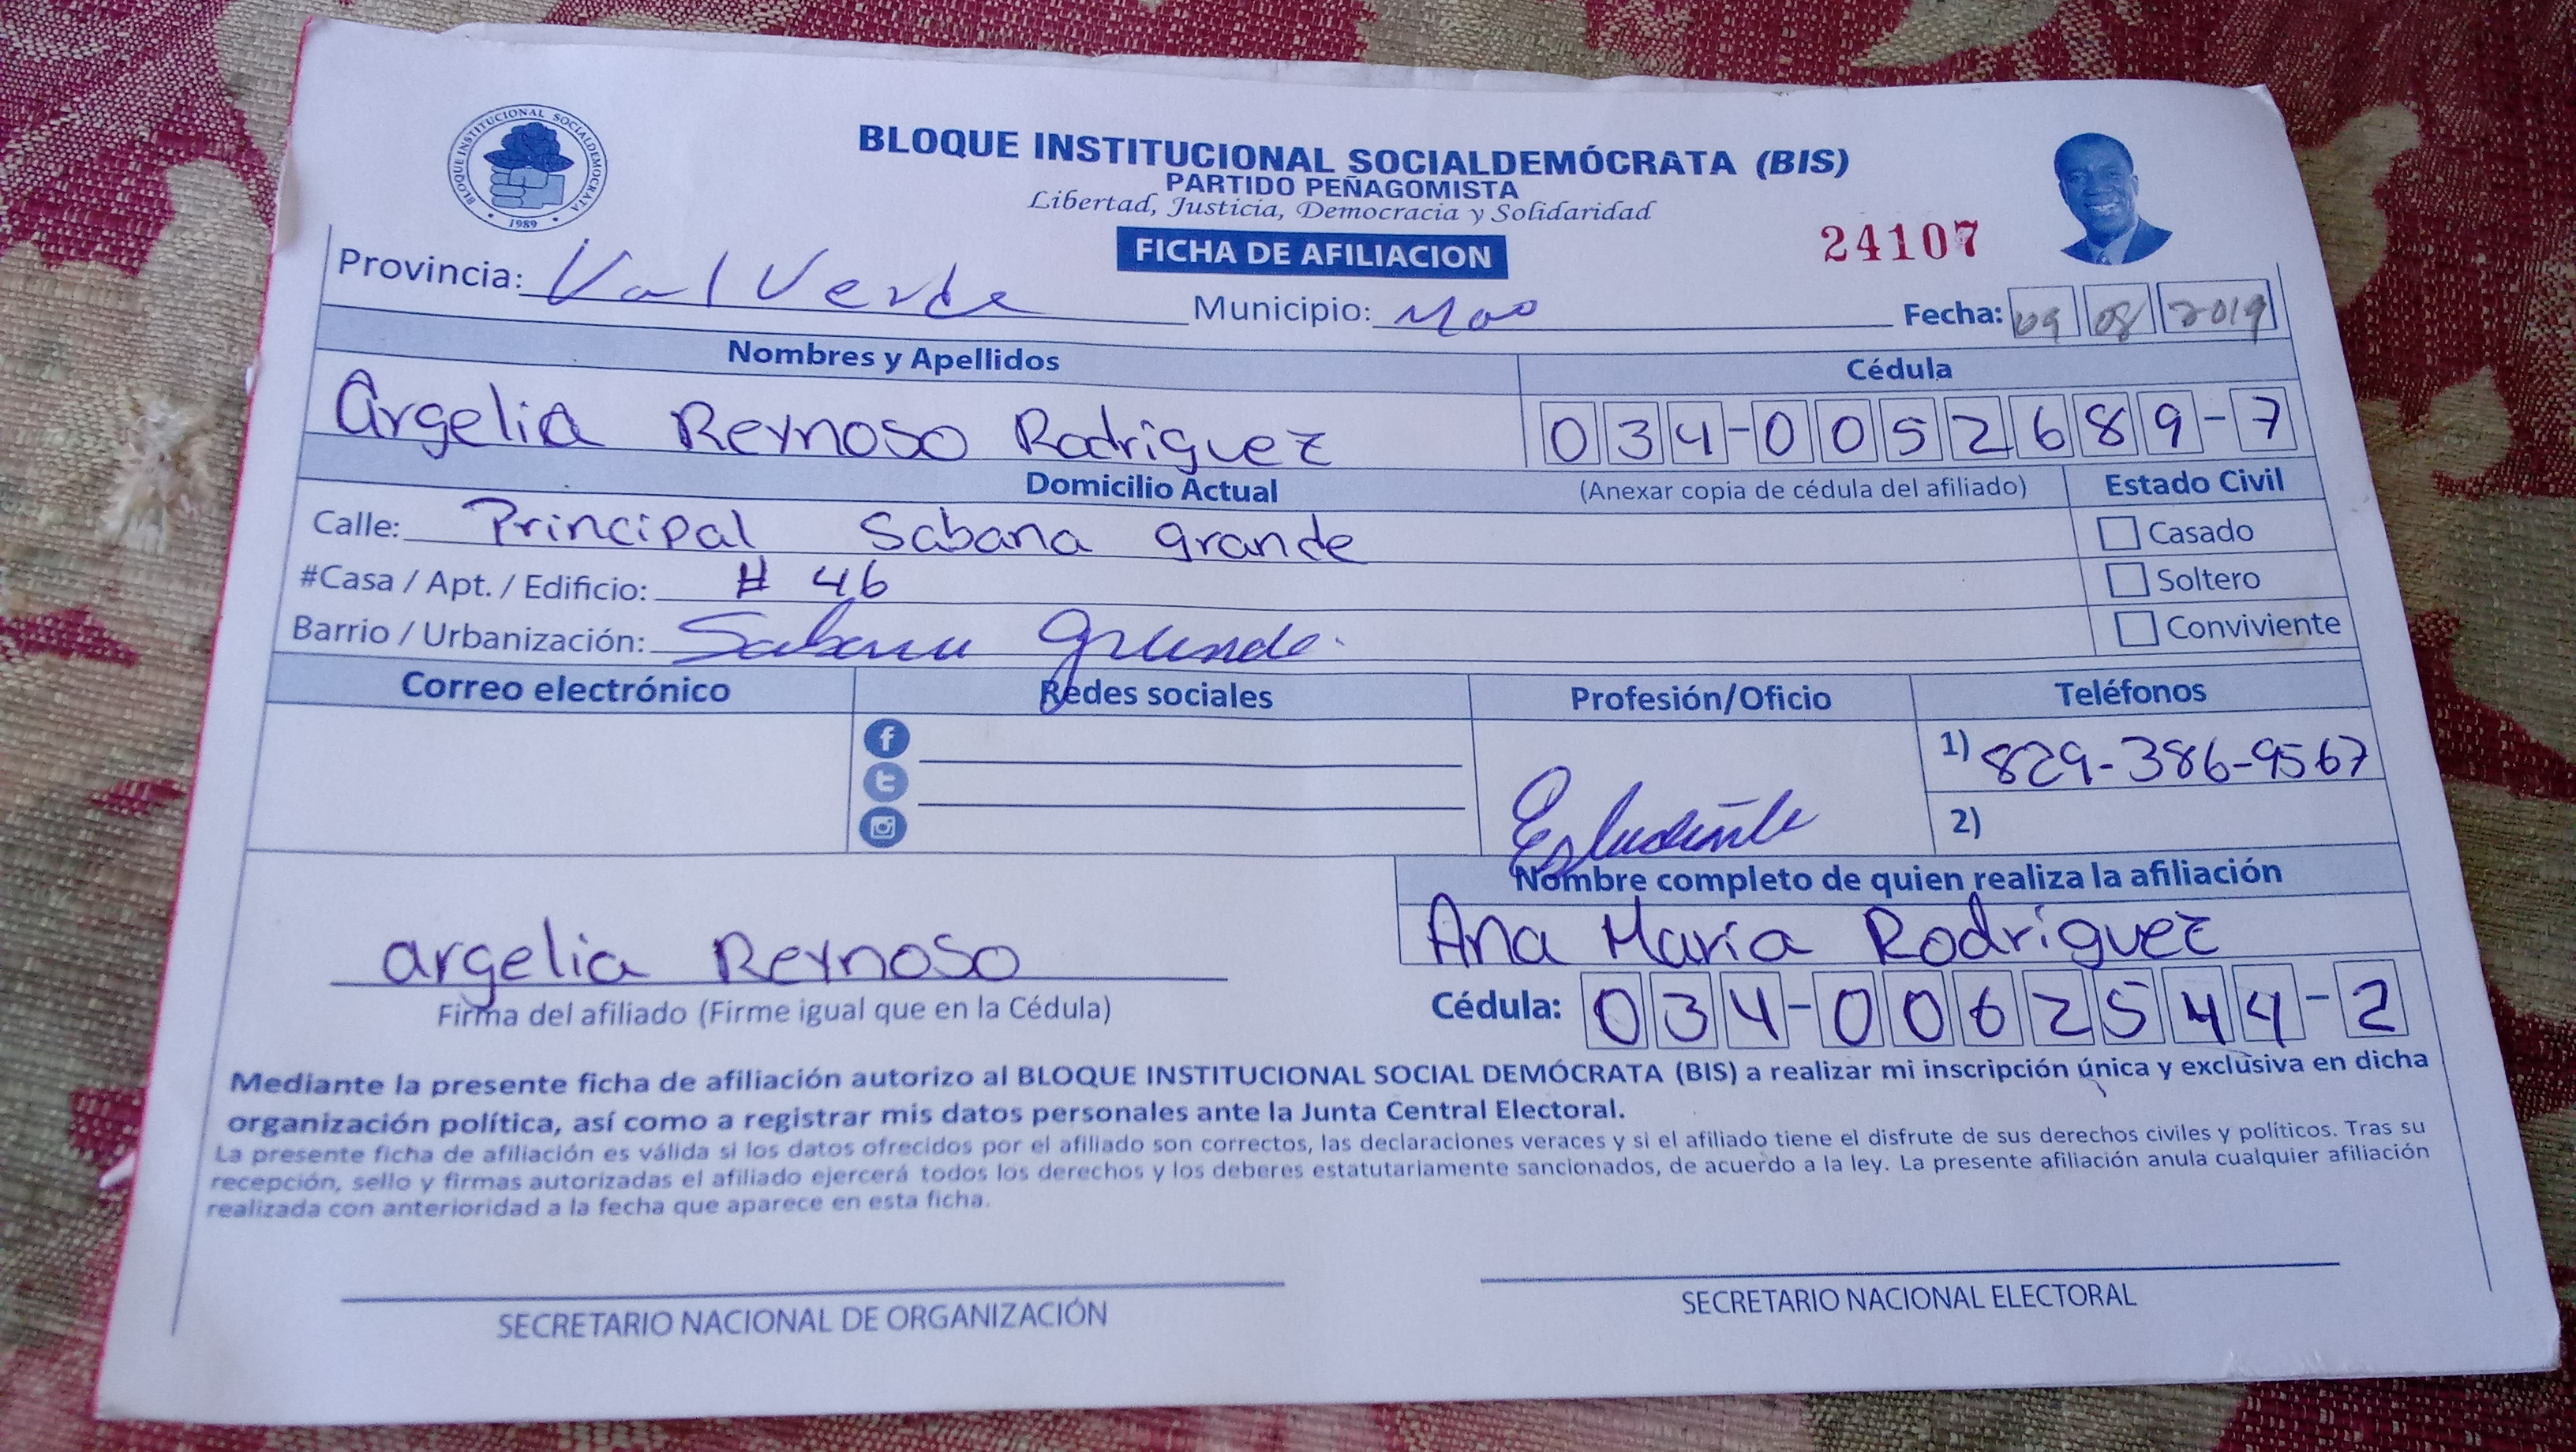 BLOQUE INSTITUCIONAL SOCIALDEMOCRATA
1989
BLOQUE INSTITUCIONAL SOCIALDEMÓCRATA (BIS)
PARTIDO PEÑAGOMISTA
Libertad, Justicia, Democracia y Solidaridad
FICHA DE AFILIACION
24107
Provincia: Valverde Municipio: Mao Fecha: 09 08 2019
Nombres y Apellidos Cédula
Argelia Reynoso Rodriguez 034-0052689-7
Domicilio Actual (Anexar copia de cédula del afiliado) Estado Civil
Calle: Principal Sabana grande Casado
#Casa / Apt. / Edificio: # 46 Soltero
Barrio / Urbanización: Sabana Grande. Conviviente
Correo electrónico Redes sociales Profesión/Oficio Teléfonos
1) 829-386-9567
Estudiante 2)
Nombre completo de quien realiza la afiliación
argelia Reynoso Ana María Rodríguez
Firma del afiliado (Firme igual que en la Cédula) Cédula: 034-0062544-2
Mediante la presente ficha de afiliación autorizo al BLOQUE INSTITUCIONAL SOCIAL DEMÓCRATA (BIS) a realizar mi inscripción única y exclusiva en dicha
organización política, así como a registrar mis datos personales ante la Junta Central Electoral.
La presente ficha de afiliación es válida si los datos ofrecidos por el afiliado son correctos, las declaraciones veraces y si el afiliado tiene el disfrute de sus derechos civiles y políticos. Tras su
recepción, sello y firmas autorizadas el afiliado ejercerá todos los derechos y los deberes estatutariamente sancionados, de acuerdo a la ley. La presente afiliación anula cualquier afiliación
realizada con anterioridad a la fecha que aparece en esta ficha.
SECRETARIO NACIONAL DE ORGANIZACIÓN SECRETARIO NACIONAL ELECTORAL